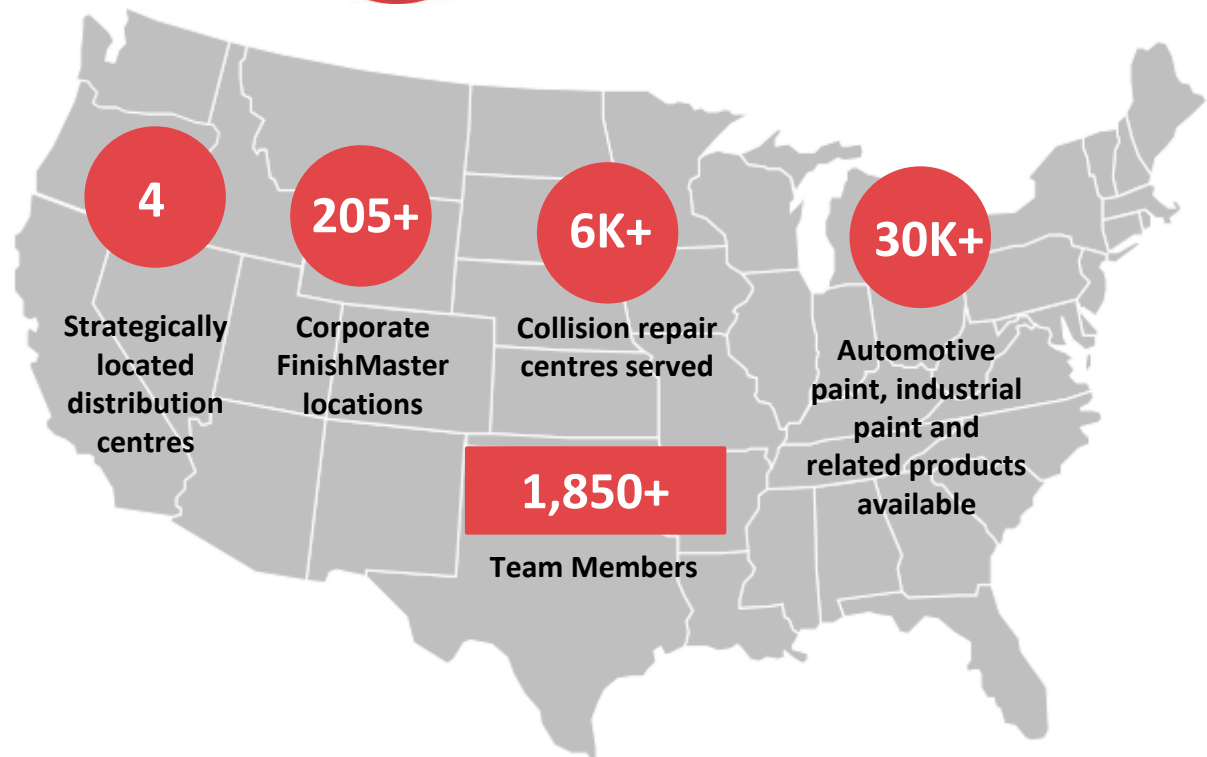 4
Strategically
located
distribution
centres
205+
Corporate
FinishMaster
locations
6K+
Collision repair
centres served
30K+
Automotive
paint, industrial
paint and
related products
available
1,850+
Team Members